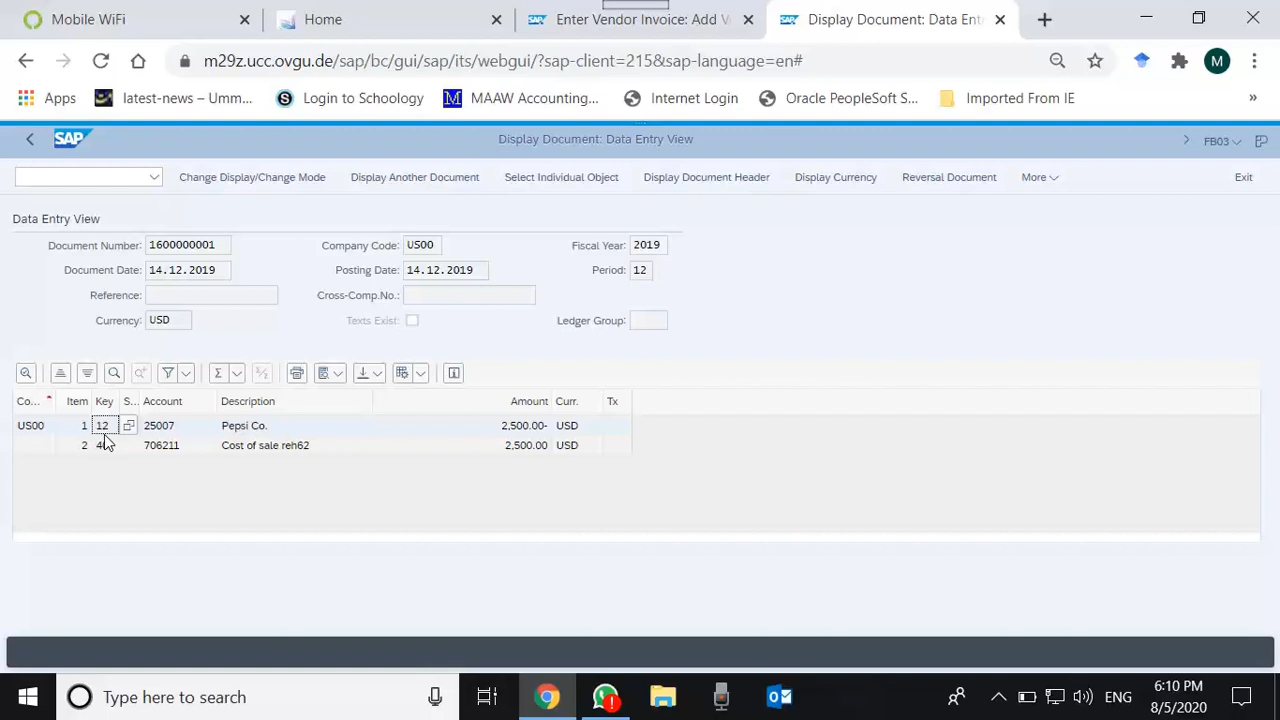 Mobile WiFi
Home
Enter Vendor Invoice: Add V
Display Document: Data Ent
m29z.ucc.ovgu.de/sap/bc/gui/sap/its/webgui/?sap-client=215&sap-language=en#
M
Apps
latest-news – Umm...
S
Login to Schoology
M
MAAW Accounting...
Internet Login
Oracle PeopleSoft S...
Imported From IE
»
SAP
Display Document: Data Entry View
FB03
Change Display/Change Mode
Display Another Document
Select Individual Object
Display Document Header
Display Currency
Reversal Document
More
Exit
Data Entry View
Document Number: 1600000001 Company Code: US00 Fiscal Year: 2019
Document Date: 14.12.2019 Posting Date: 14.12.2019 Period: 12
Reference: Cross-Comp.No.:
Currency: USD Texts Exist: Ledger Group:
Co... Item Key S... Account Description Amount Curr. Tx
US00 1 12 25007 Pepsi Co. 2,500.00- USD
2 706211 Cost of sale reh62 2,500.00 USD
Type here to search
ENG
6:10 PM
8/5/2020